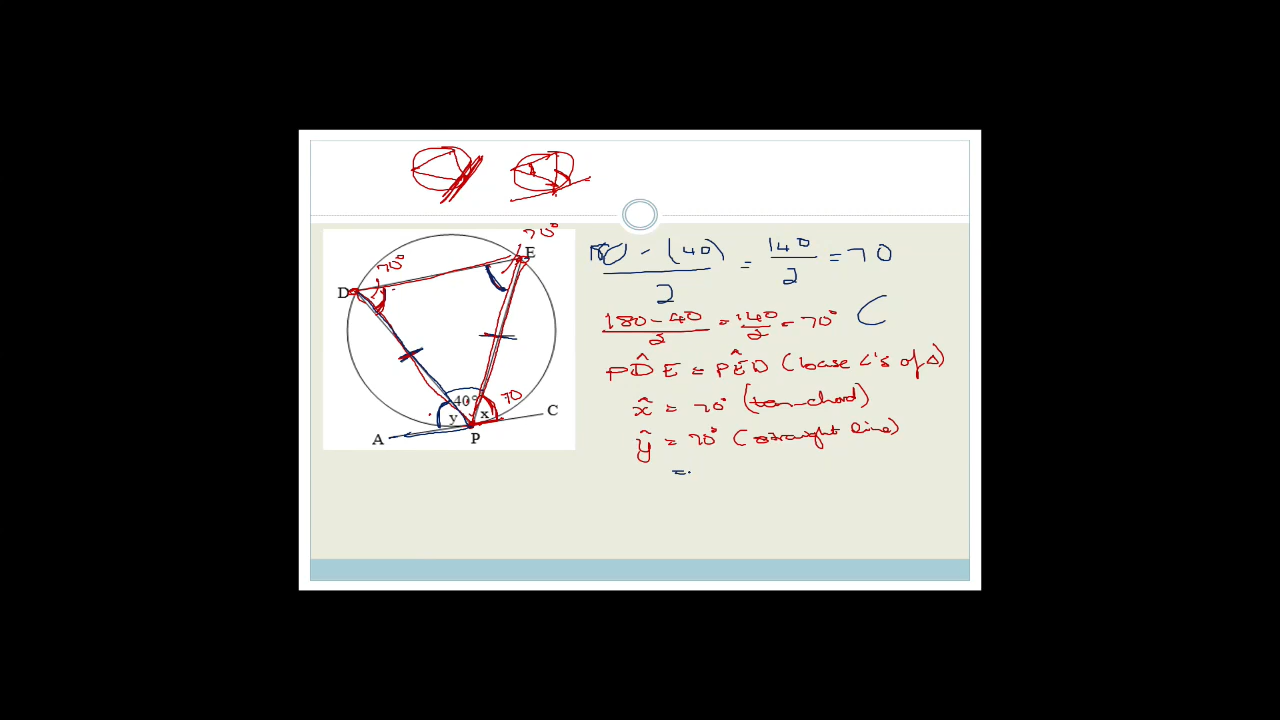 70°
E
70°
D
40°
70
y
x
C
A
P
180 - (40) / 2 = 140 / 2 = 70
180 - 40 / 2 = 140 / 2 = 70° C
PD̂E = PÊD (base ∠'s of Δ)
x̂ = 70° (tan-chord)
ŷ = 70° (straight line)
=